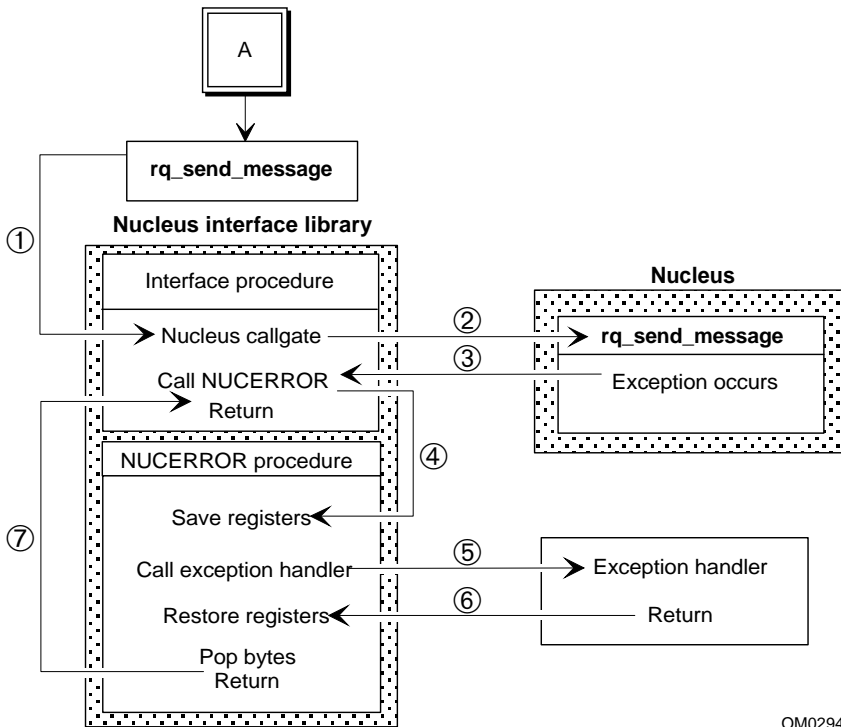 A
rq_send_message
Nucleus interface library
①
Interface procedure
Nucleus callgate
②
Nucleus
rq_send_message
③
Exception occurs
Call NUCERROR
Return
④
NUCERROR procedure
Save registers
⑦
Call exception handler
⑤
Exception handler
Restore registers
⑥
Return
Pop bytes
Return
OM0294